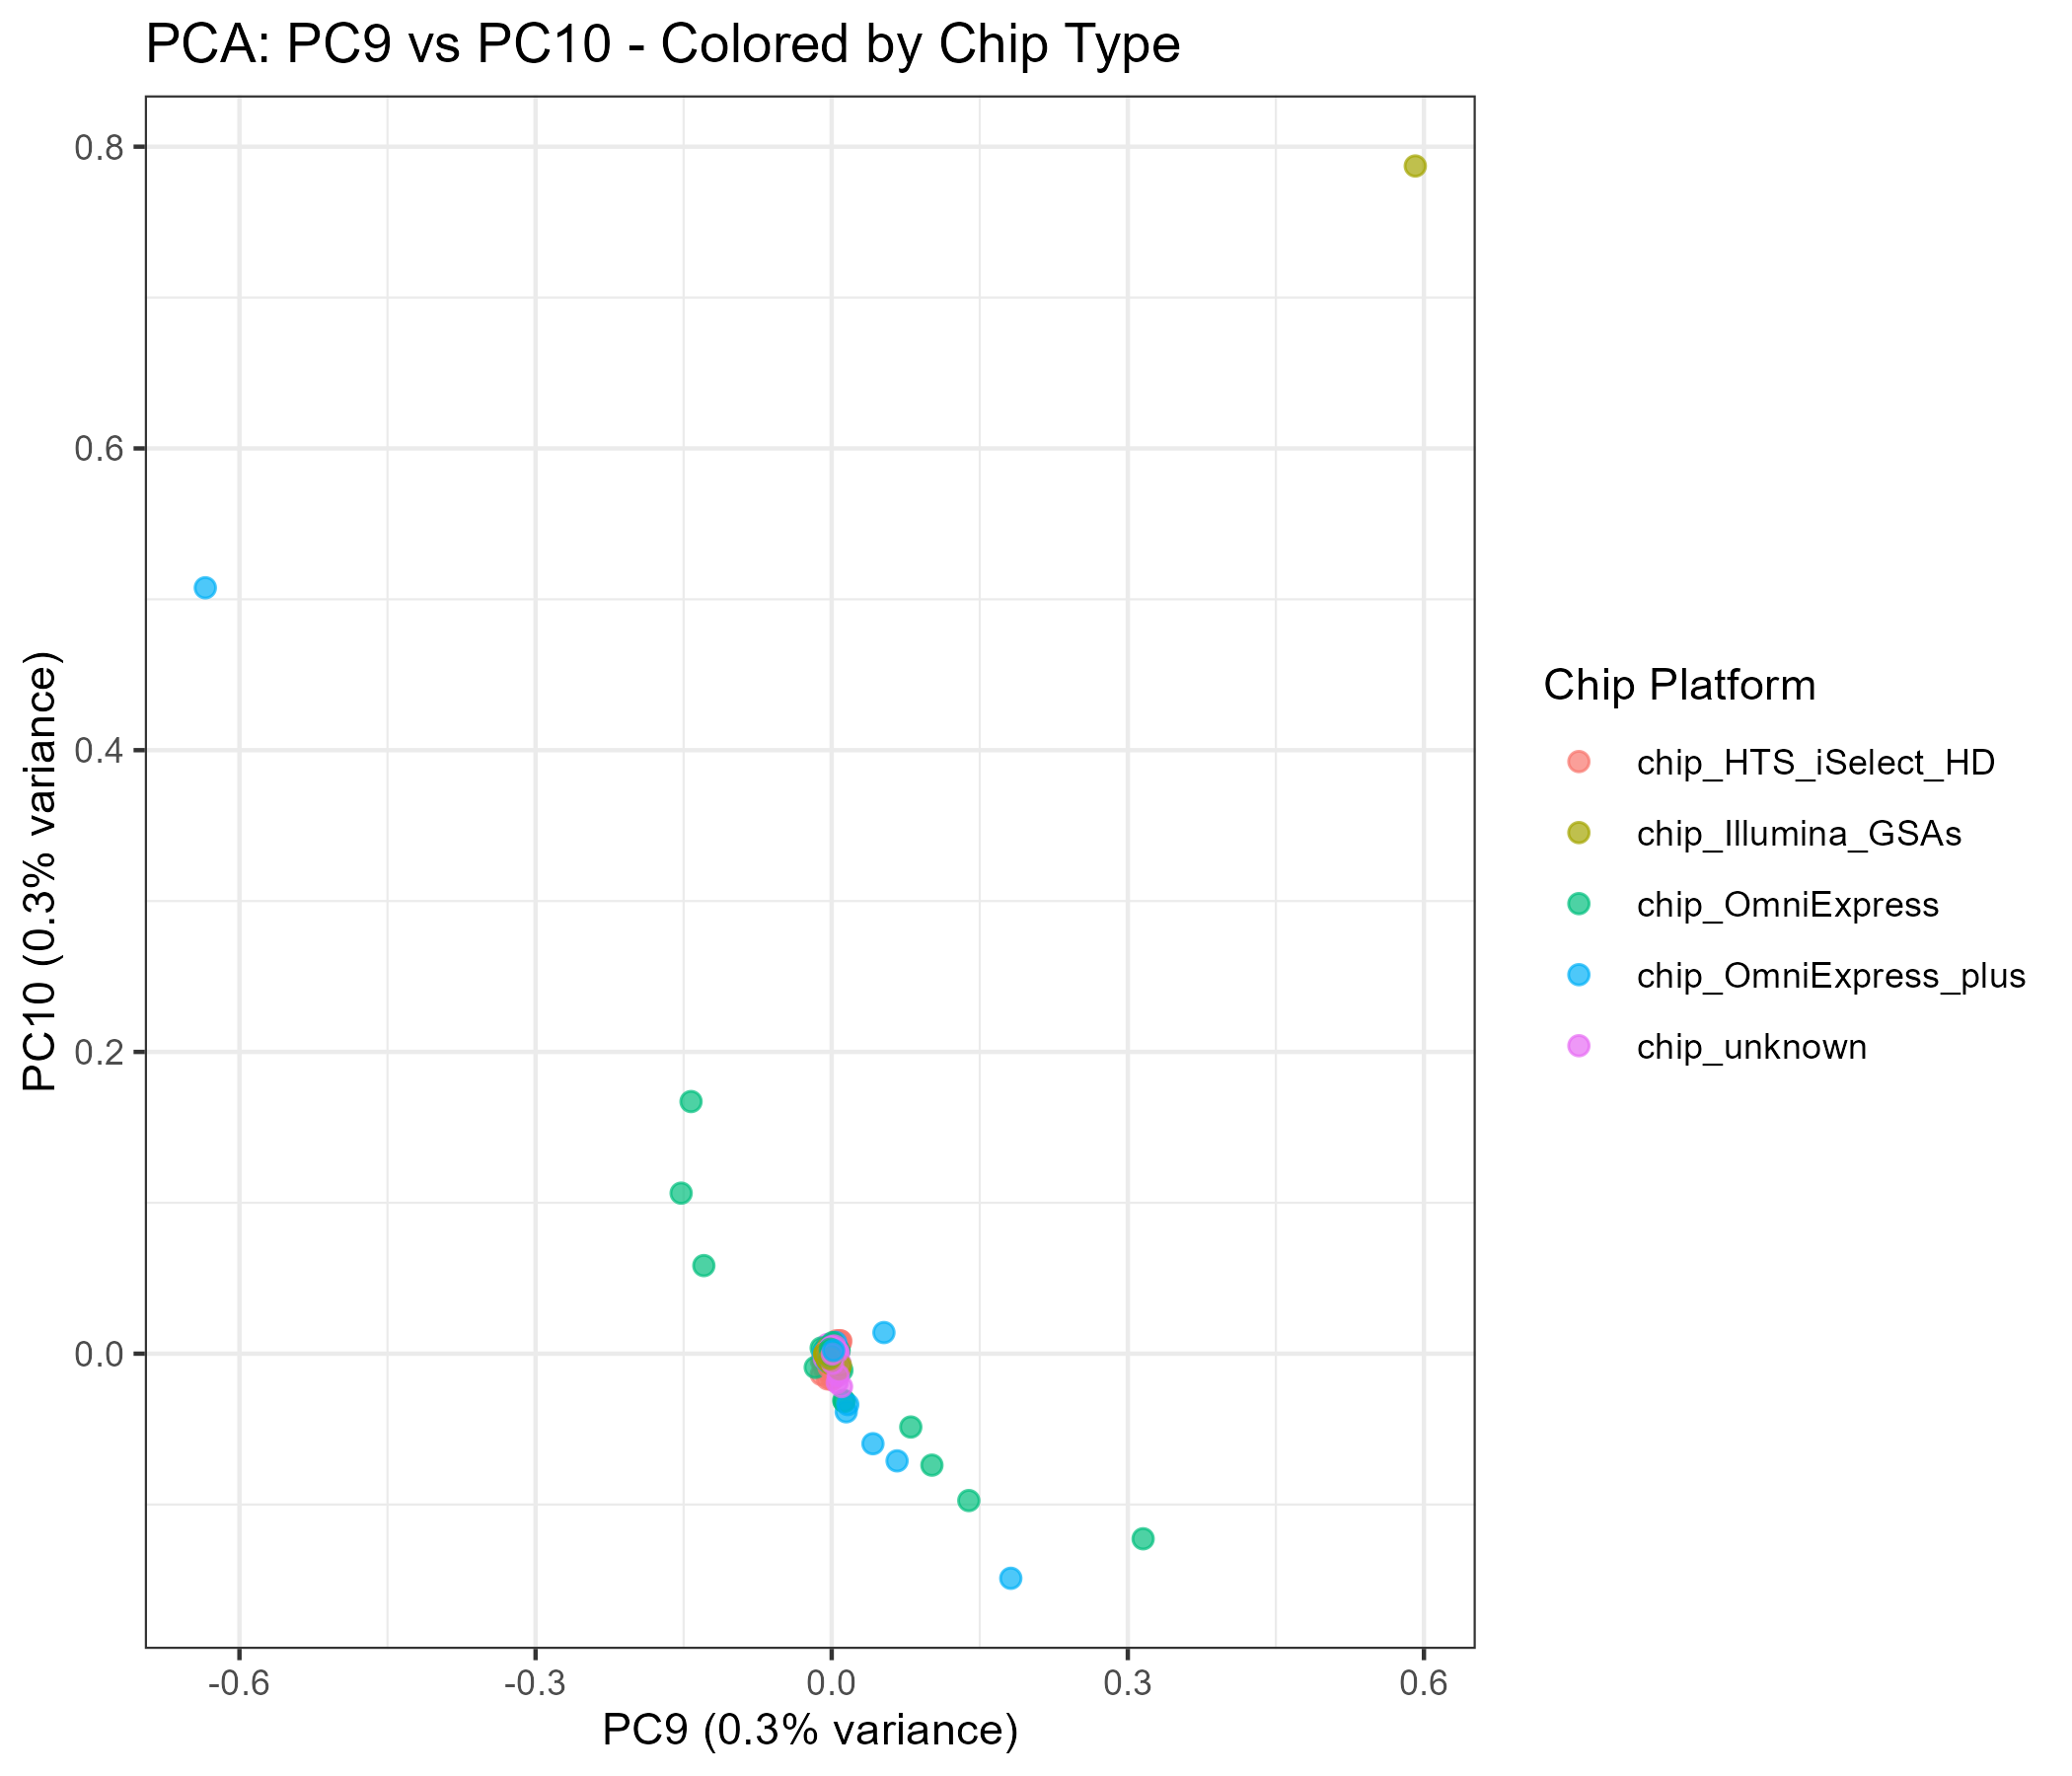 PCA: PC9 vs PC10 - Colored by Chip Type
PC10 (0.3% variance)
0.8
0.6
0.4
0.2
0.0
-0.6
-0.3
0.0
0.3
0.6
PC9 (0.3% variance)
Chip Platform
chip_HTS_iSelect_HD
chip_Illumina_GSAs
chip_OmniExpress
chip_OmniExpress_plus
chip_unknown